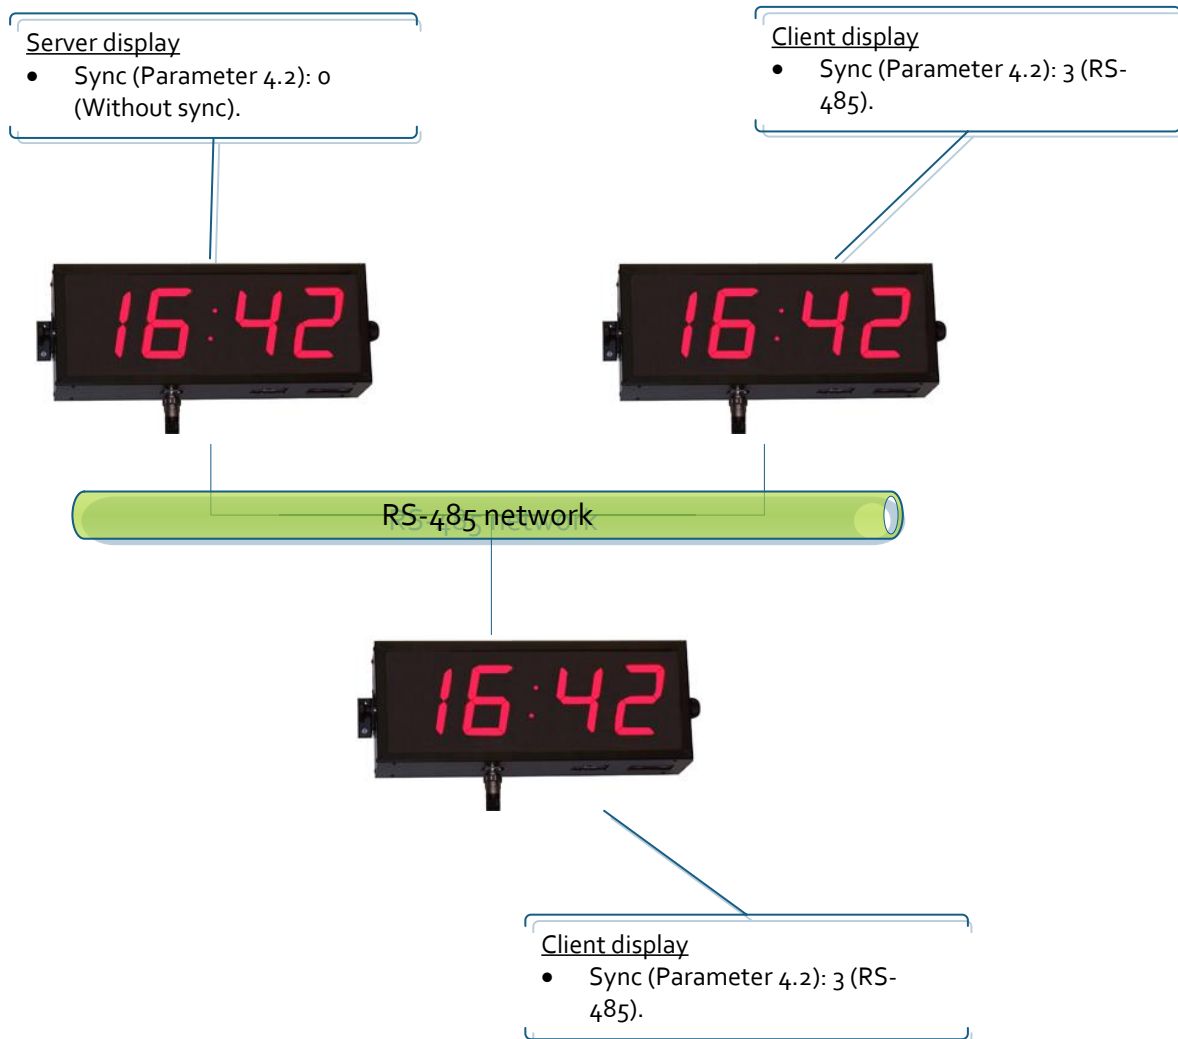 Server display
• Sync (Parameter 4.2): 0
(Without sync).
Client display
• Sync (Parameter 4.2): 3 (RS-
485).
16:42
16:42
RS-485 network
16:42
Client display
• Sync (Parameter 4.2): 3 (RS-
485).